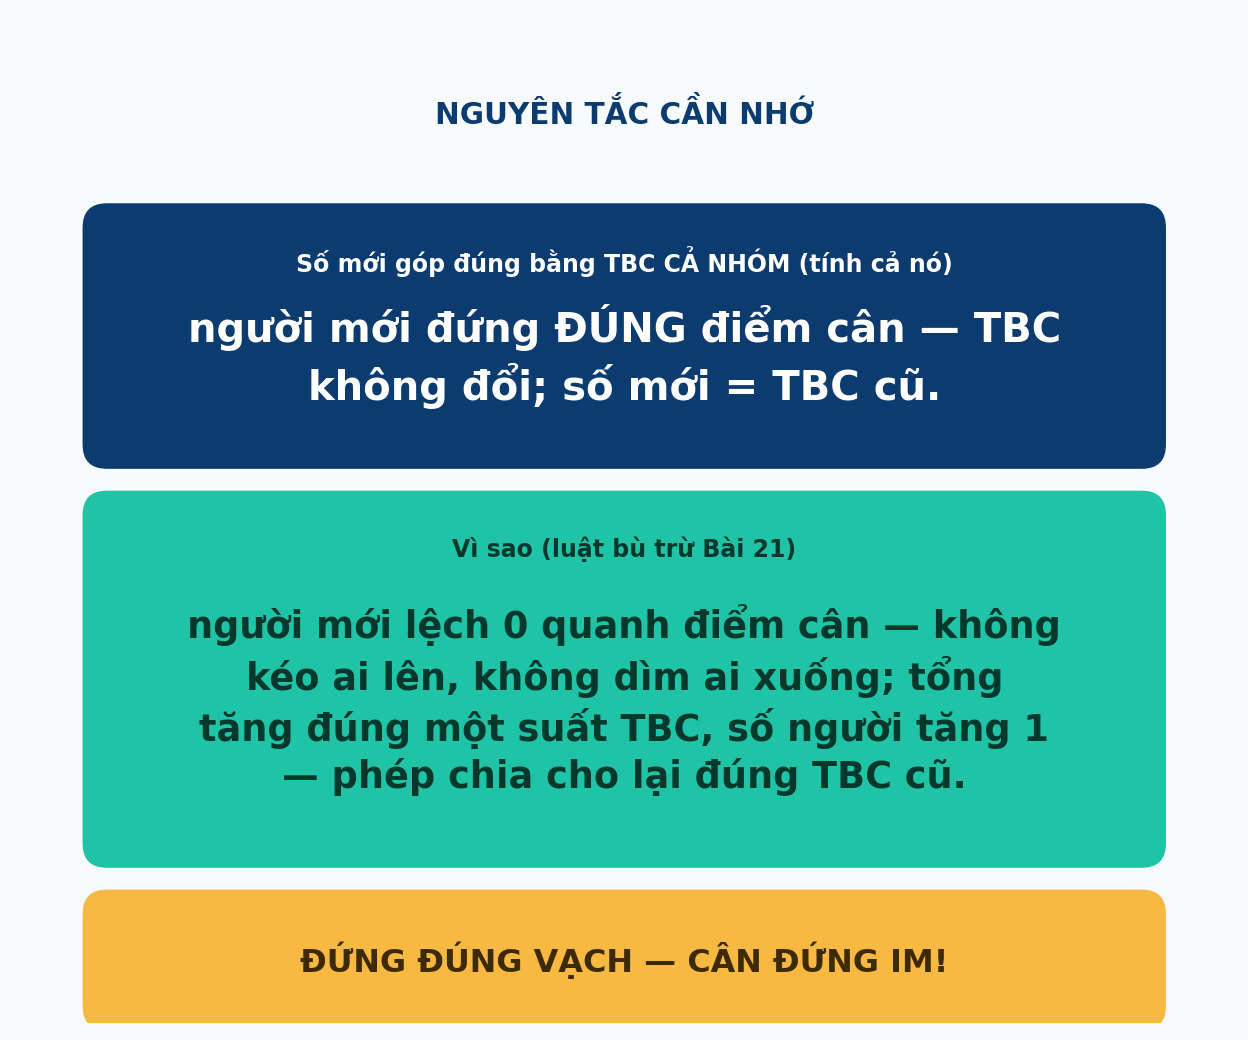 NGUYÊN TẮC CẦN NHỚ
Số mới góp đúng bằng TBC CẢ NHÓM (tính cả nó)
người mới đứng ĐÚNG điểm cân — TBC
không đổi; số mới = TBC cũ.
Vì sao (luật bù trừ Bài 21)
người mới lệch 0 quanh điểm cân — không
kéo ai lên, không dìm ai xuống; tổng
tăng đúng một suất TBC, số người tăng 1
— phép chia cho lại đúng TBC cũ.
ĐỨNG ĐÚNG VẠCH — CÂN ĐỨNG IM!